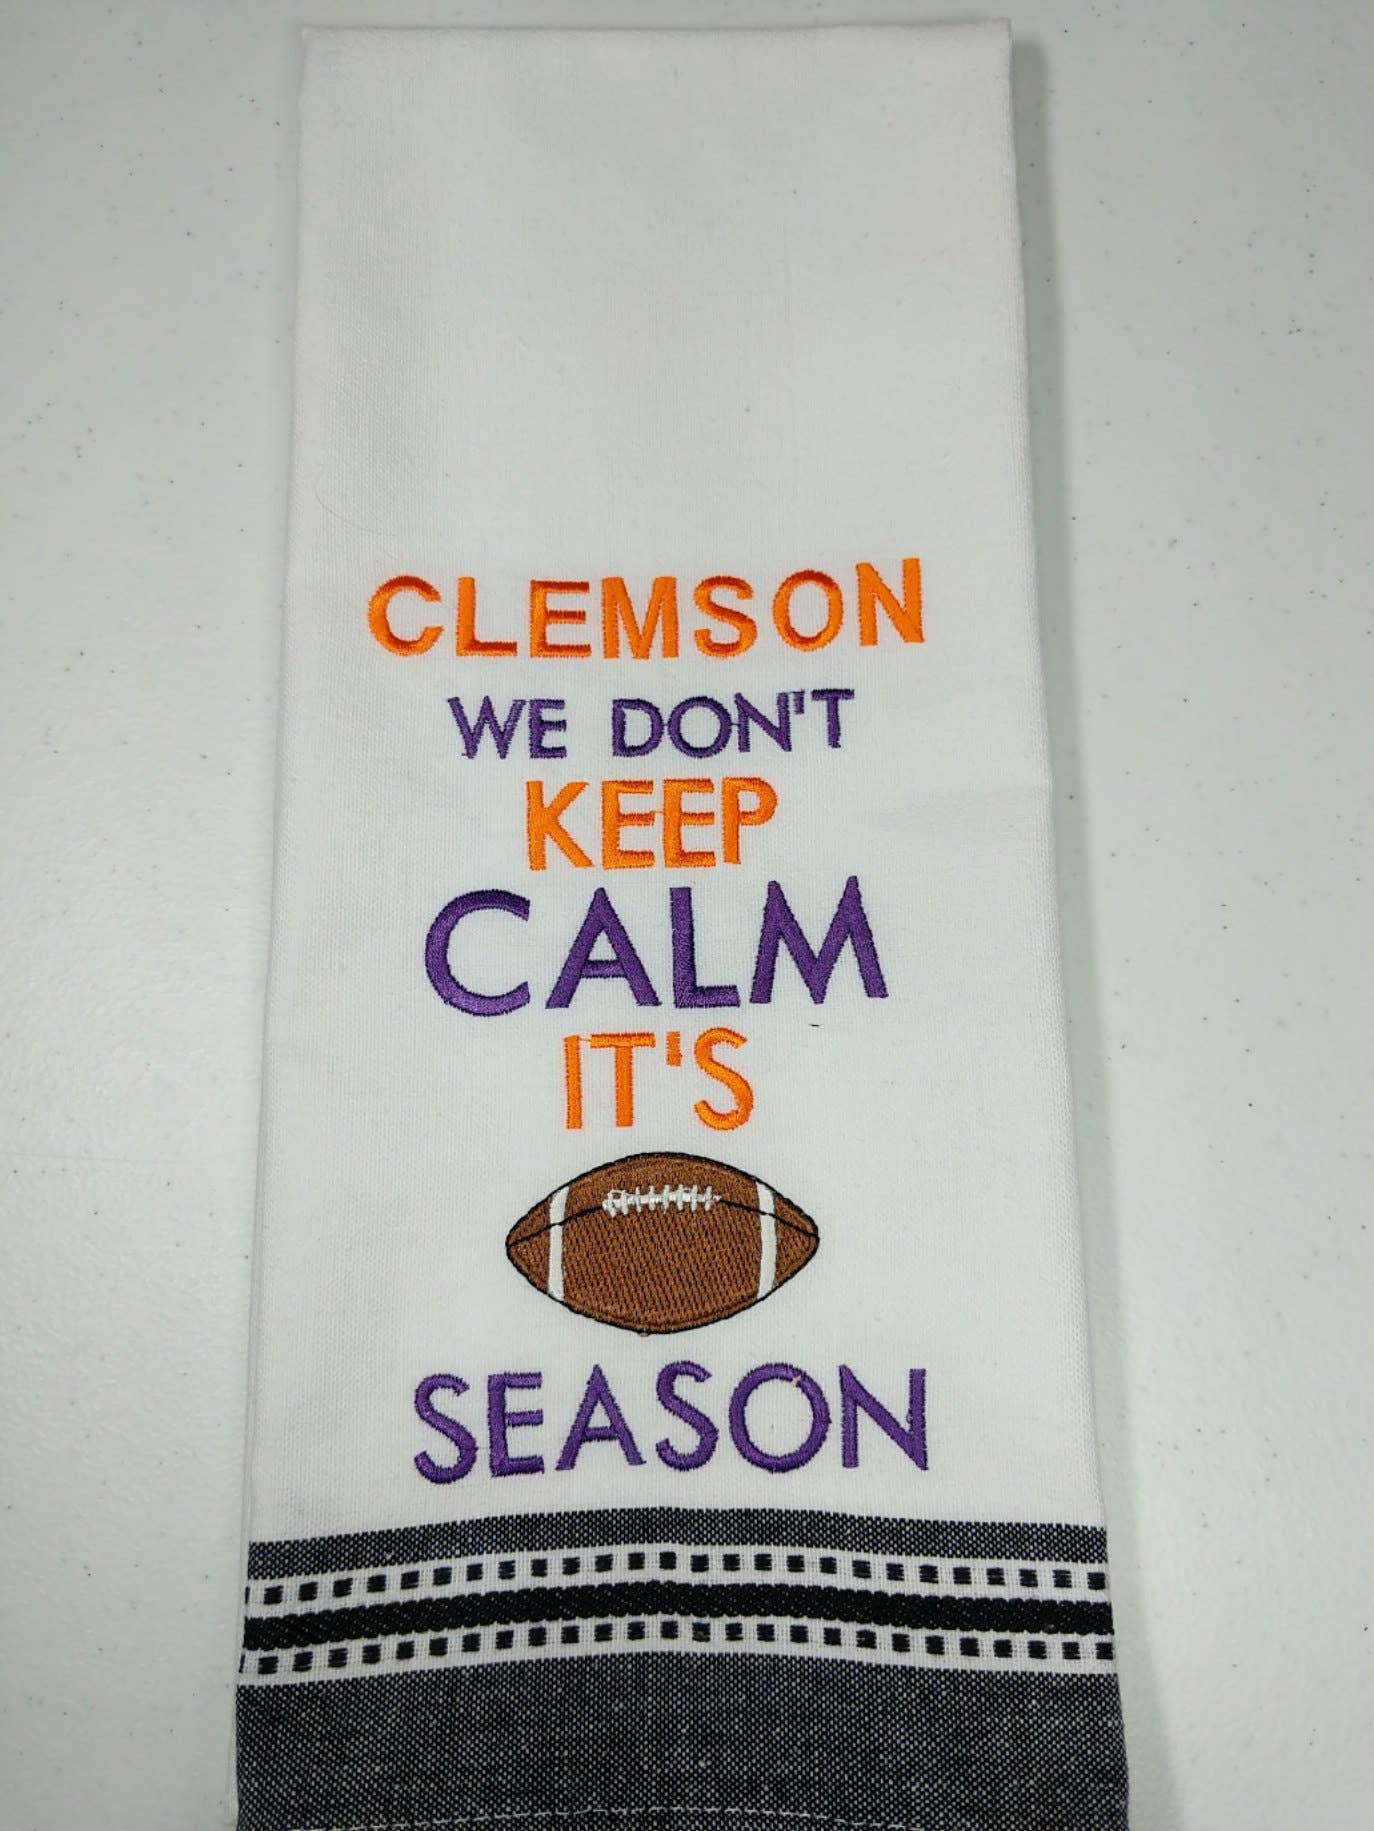 CLEMSON
WE DON'T
KEEP
CALM
IT'S
SEASON